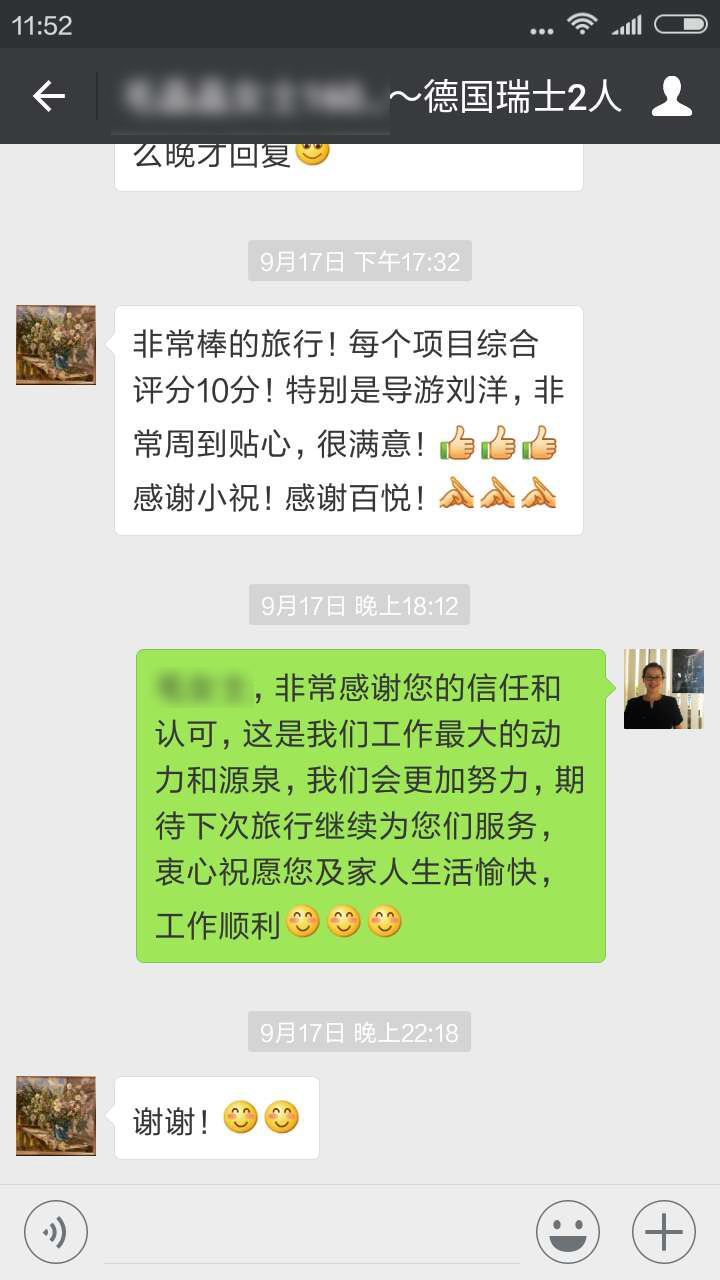 11:52
～德国瑞士2人
么晚才回复
9月17日 下午17:32
非常棒的旅行！每个项目综合
评分10分！特别是导游刘洋，非
常周到贴心，很满意！
感谢小祝！感谢百悦！
9月17日 晚上18:12
，非常感谢您的信任和
认可，这是我们工作最大的动
力和源泉，我们会更加努力，期
待下次旅行继续为您们服务，
衷心祝愿您及家人生活愉快，
工作顺利
9月17日 晚上22:18
谢谢！